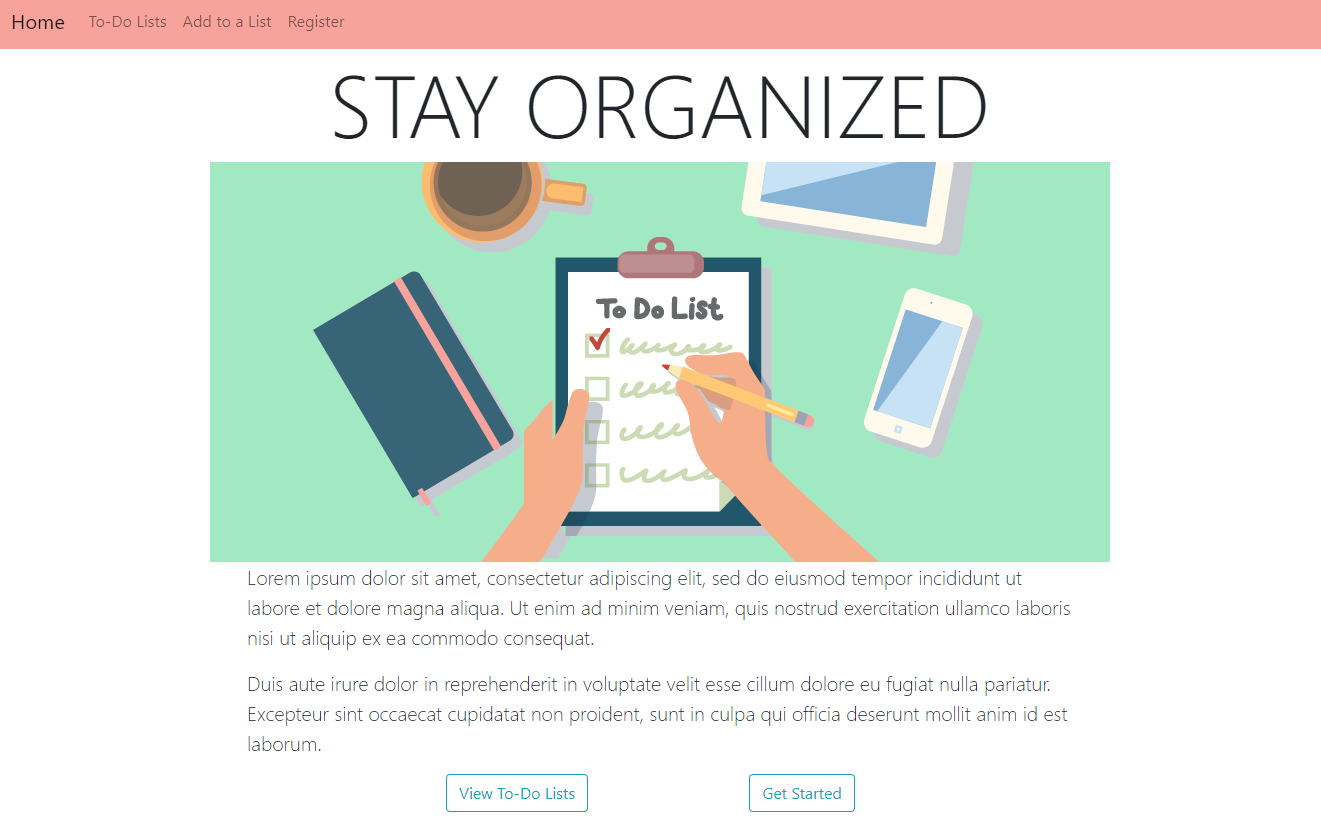 Home To-Do Lists Add to a List Register
STAY ORGANIZED
To Do List
Lorem ipsum dolor sit amet, consectetur adipiscing elit, sed do eiusmod tempor incididunt ut
labore et dolore magna aliqua. Ut enim ad minim veniam, quis nostrud exercitation ullamco laboris
nisi ut aliquip ex ea commodo consequat.
Duis aute irure dolor in reprehenderit in voluptate velit esse cillum dolore eu fugiat nulla pariatur.
Excepteur sint occaecat cupidatat non proident, sunt in culpa qui officia deserunt mollit anim id est
laborum.
View To-Do Lists Get Started